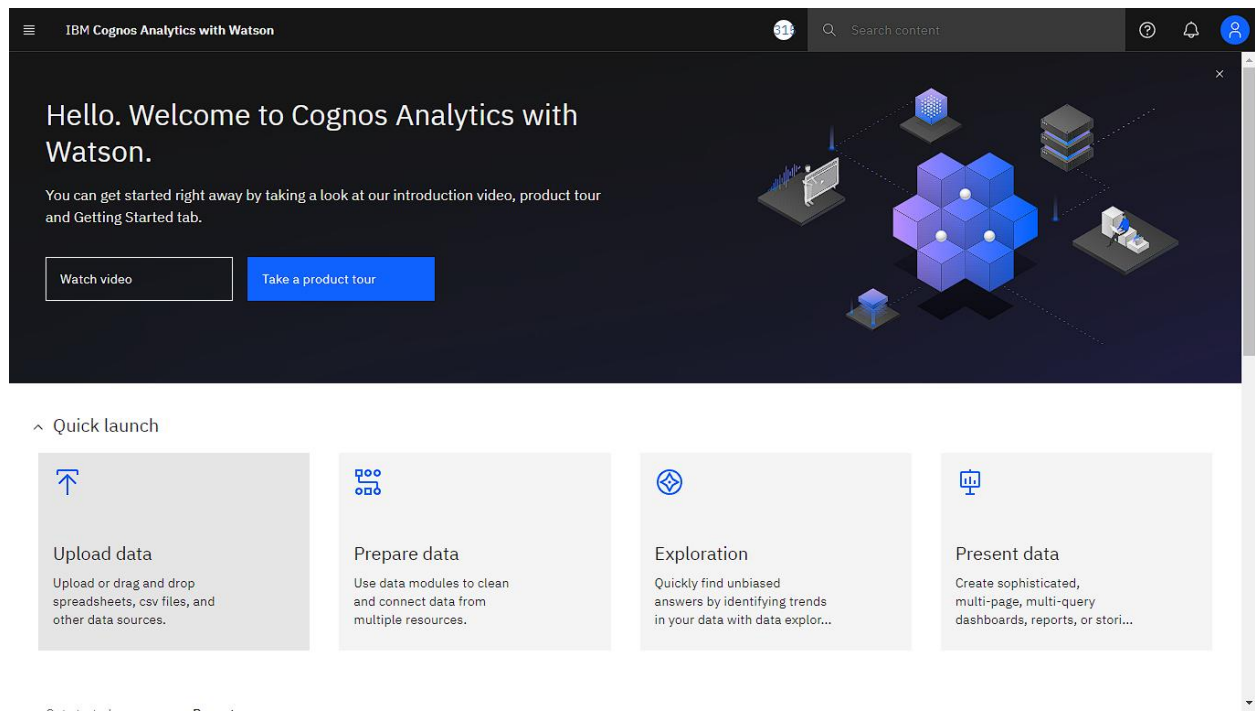 IBM Cognos Analytics with Watson
Search content
Hello. Welcome to Cognos Analytics with
Watson.
You can get started right away by taking a look at our introduction video, product tour
and Getting Started tab.
Watch video
Take a product tour
Quick launch
Upload data
Upload or drag and drop
spreadsheets, csv files, and
other data sources.
Prepare data
Use data modules to clean
and connect data from
multiple resources.
Exploration
Quickly find unbiased
answers by identifying trends
in your data with data explor...
Present data
Create sophisticated,
multi-page, multi-query
dashboards, reports, or stori...